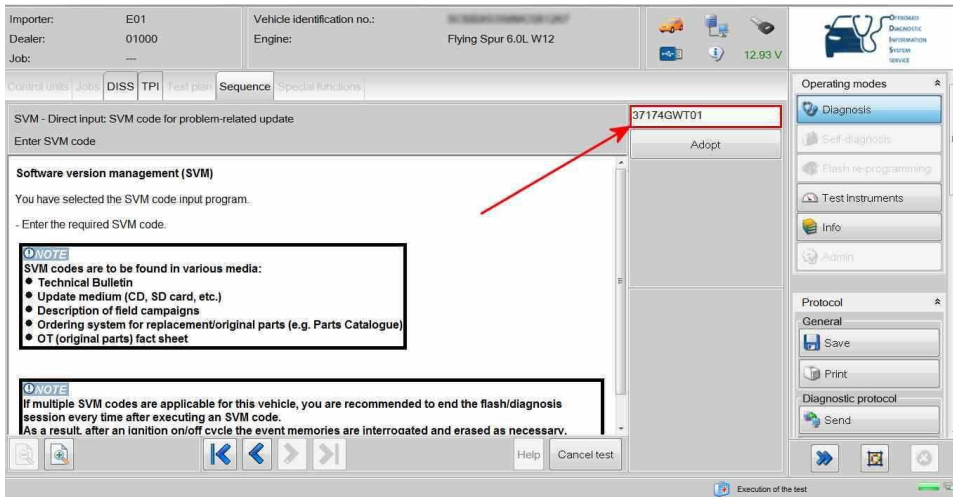 Importer: E01 Vehicle identification no.:
Dealer: 01000 Engine: Flying Spur 6.0L W12
Job: ---
12.93 V
OFFBOARD
DIAGNOSTIC
INFORMATION
SYSTEM
SERVICE
Control units Jobs DISS TPI Test plan Sequence Special functions
SVM - Direct input: SVM code for problem-related update
Enter SVM code
37174GWT01
Adopt
Software version management (SVM)
You have selected the SVM code input program.
- Enter the required SVM code.
NOTE
SVM codes are to be found in various media:
● Technical Bulletin
● Update medium (CD, SD card, etc.)
● Description of field campaigns
● Ordering system for replacement/original parts (e.g. Parts Catalogue)
● OT (original parts) fact sheet
NOTE
If multiple SVM codes are applicable for this vehicle, you are recommended to end the flash/diagnosis
session every time after executing an SVM code.
As a result, after an ignition on/off cycle the event memories are interrogated and erased as necessary.
Help Cancel test
Operating modes
Diagnosis
Self-diagnosis
Flash re-programming
Test Instruments
Info
Admin
Protocol
General
Save
Print
Diagnostic protocol
Send
Execution of the test